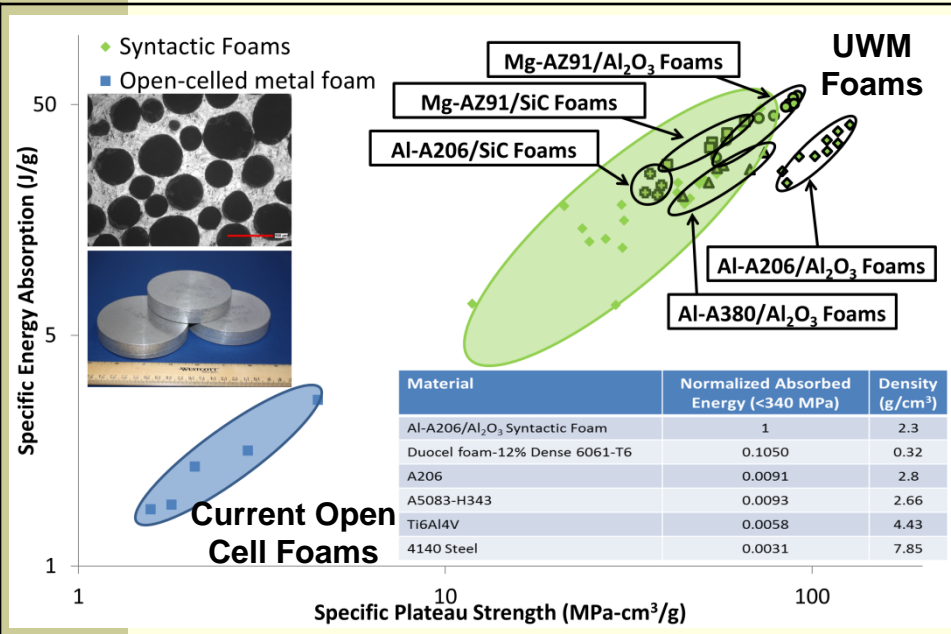 Syntactic Foams
Open-celled metal foam
UWM
Foams
Mg-AZ91/Al₂O₃ Foams
Mg-AZ91/SiC Foams
Al-A206/SiC Foams
Al-A206/Al₂O₃ Foams
Al-A380/Al₂O₃ Foams
Specific Energy Absorption (J/g)
50
5
1
WESTCOTT
Material Normalized Absorbed Energy (<340 MPa) Density (g/cm³)
Al-A206/Al₂O₃ Syntactic Foam 1 2.3
Duocel foam-12% Dense 6061-T6 0.1050 0.32
A206 0.0091 2.8
A5083-H343 0.0093 2.66
Ti6Al4V 0.0058 4.43
4140 Steel 0.0031 7.85
Current Open
Cell Foams
1 10 100
Specific Plateau Strength (MPa-cm³/g)